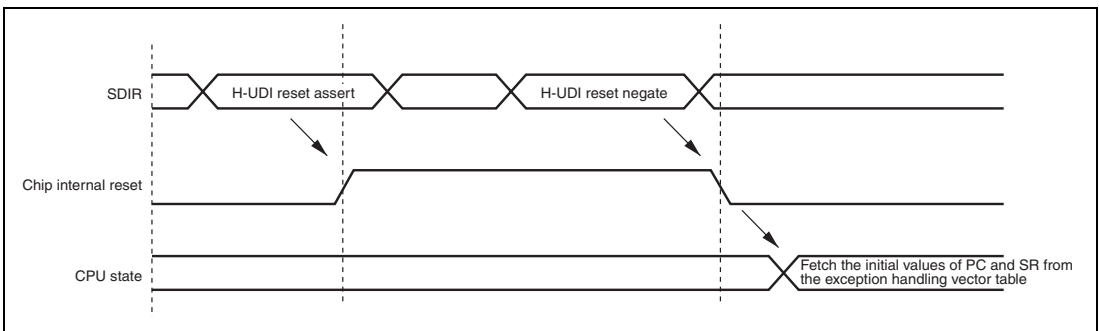 SDIR
H-UDI reset assert
H-UDI reset negate
Chip internal reset
CPU state
Fetch the initial values of PC and SR from
the exception handling vector table